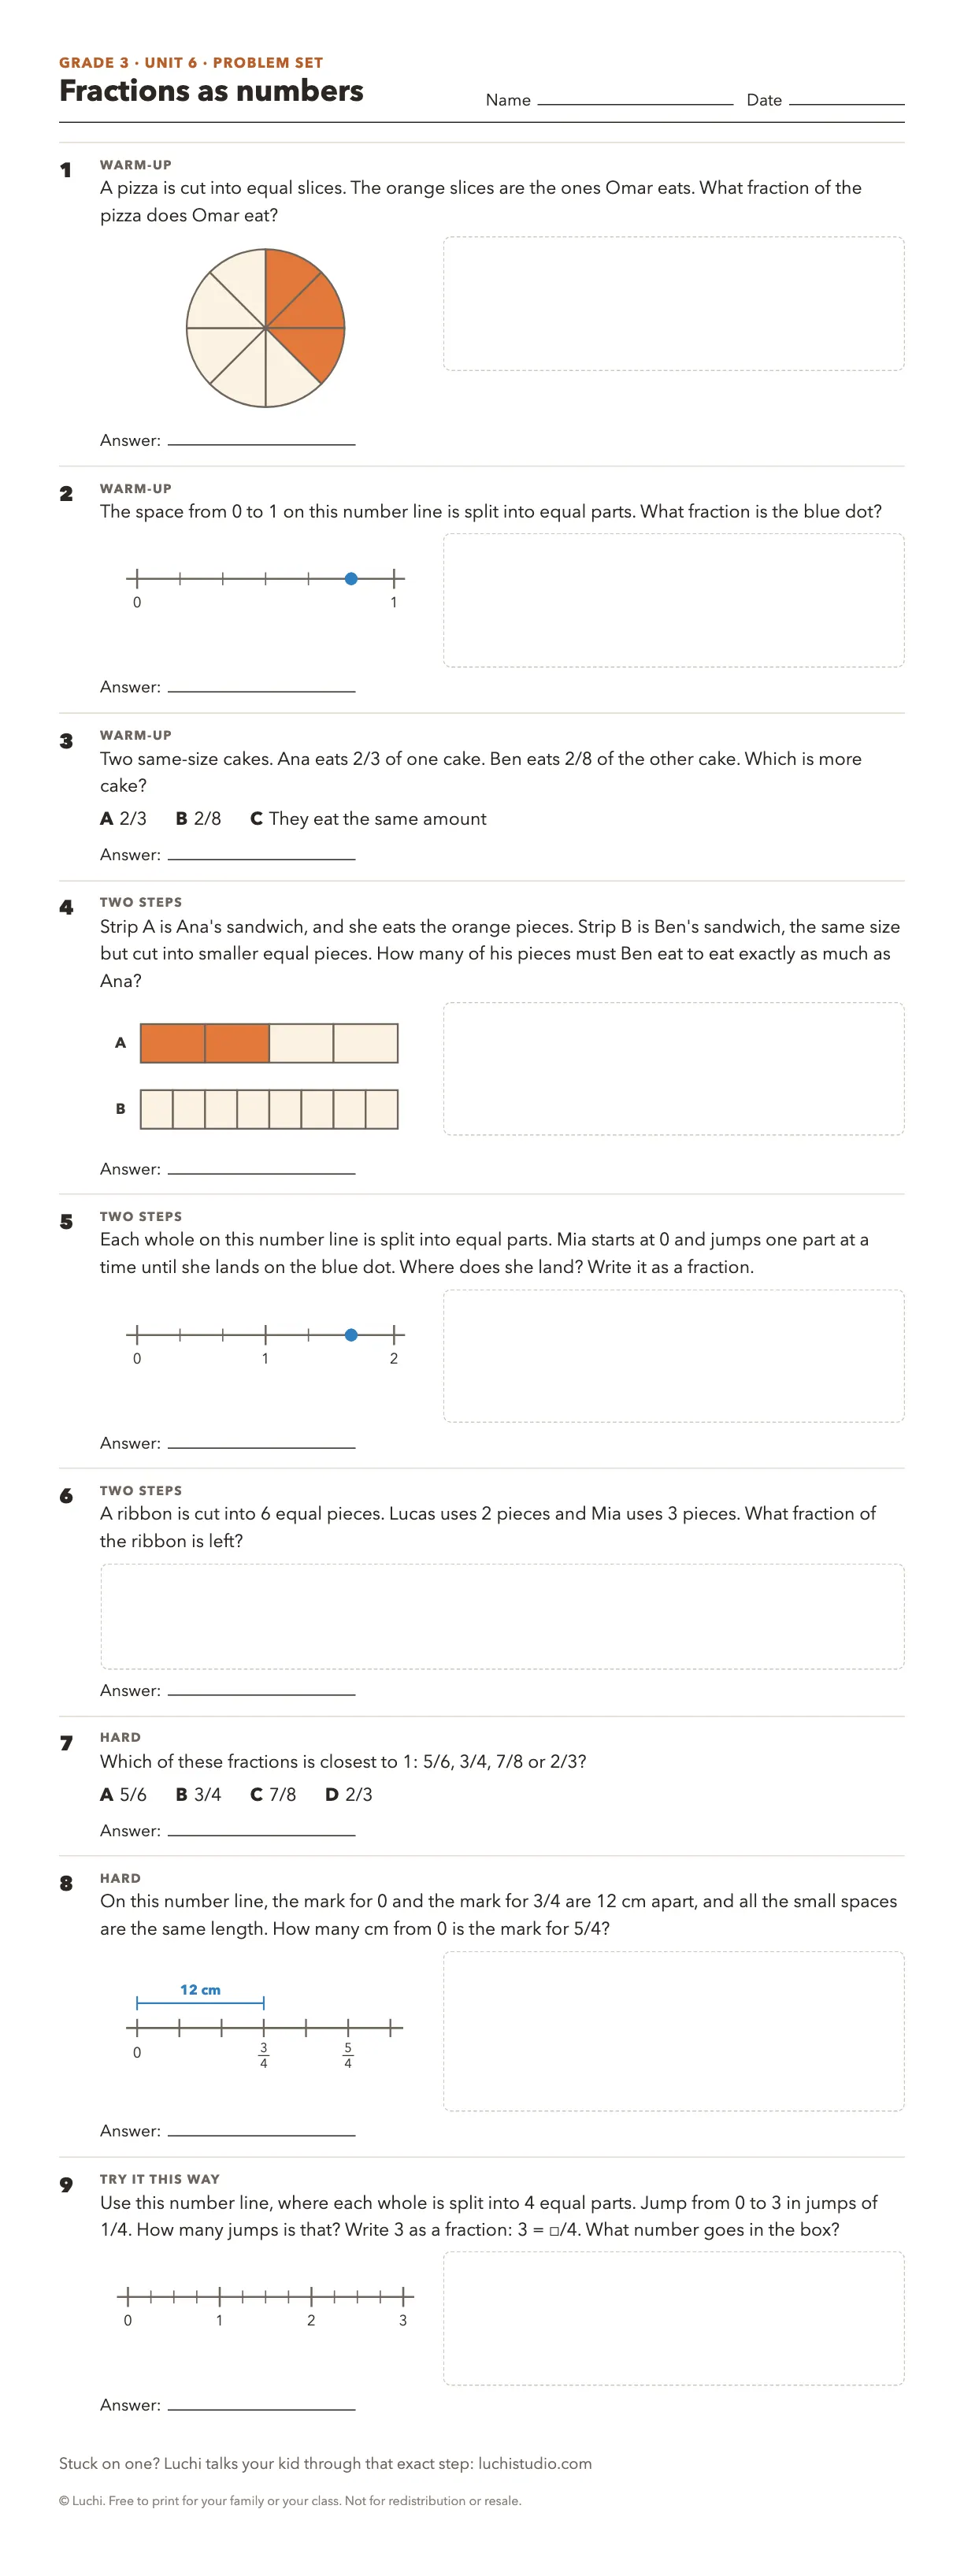 GRADE 3 · UNIT 6 · PROBLEM SET
Fractions as numbers
Name ____ Date ____
1
WARM-UP
A pizza is cut into equal slices. The orange slices are the ones Omar eats. What fraction of the
pizza does Omar eat?
Answer: ____
2
WARM-UP
The space from 0 to 1 on this number line is split into equal parts. What fraction is the blue dot?
0 1
Answer: ____
3
WARM-UP
Two same-size cakes. Ana eats 2/3 of one cake. Ben eats 2/8 of the other cake. Which is more
cake?
A 2/3 B 2/8 C They eat the same amount
Answer: ____
4
TWO STEPS
Strip A is Ana's sandwich, and she eats the orange pieces. Strip B is Ben's sandwich, the same size
but cut into smaller equal pieces. How many of his pieces must Ben eat to eat exactly as much as
Ana?
A
B
Answer: ____
5
TWO STEPS
Each whole on this number line is split into equal parts. Mia starts at 0 and jumps one part at a
time until she lands on the blue dot. Where does she land? Write it as a fraction.
0 1 2
Answer: ____
6
TWO STEPS
A ribbon is cut into 6 equal pieces. Lucas uses 2 pieces and Mia uses 3 pieces. What fraction of
the ribbon is left?
Answer: ____
7
HARD
Which of these fractions is closest to 1: 5/6, 3/4, 7/8 or 2/3?
A 5/6 B 3/4 C 7/8 D 2/3
Answer: ____
8
HARD
On this number line, the mark for 0 and the mark for 3/4 are 12 cm apart, and all the small spaces
are the same length. How many cm from 0 is the mark for 5/4?
12 cm
0 3/4 5/4
Answer: ____
9
TRY IT THIS WAY
Use this number line, where each whole is split into 4 equal parts. Jump from 0 to 3 in jumps of
1/4. How many jumps is that? Write 3 as a fraction: 3 = □/4. What number goes in the box?
0 1 2 3
Answer: ____
Stuck on one? Luchi talks your kid through that exact step: luchistudio.com
© Luchi. Free to print for your family or your class. Not for redistribution or resale.